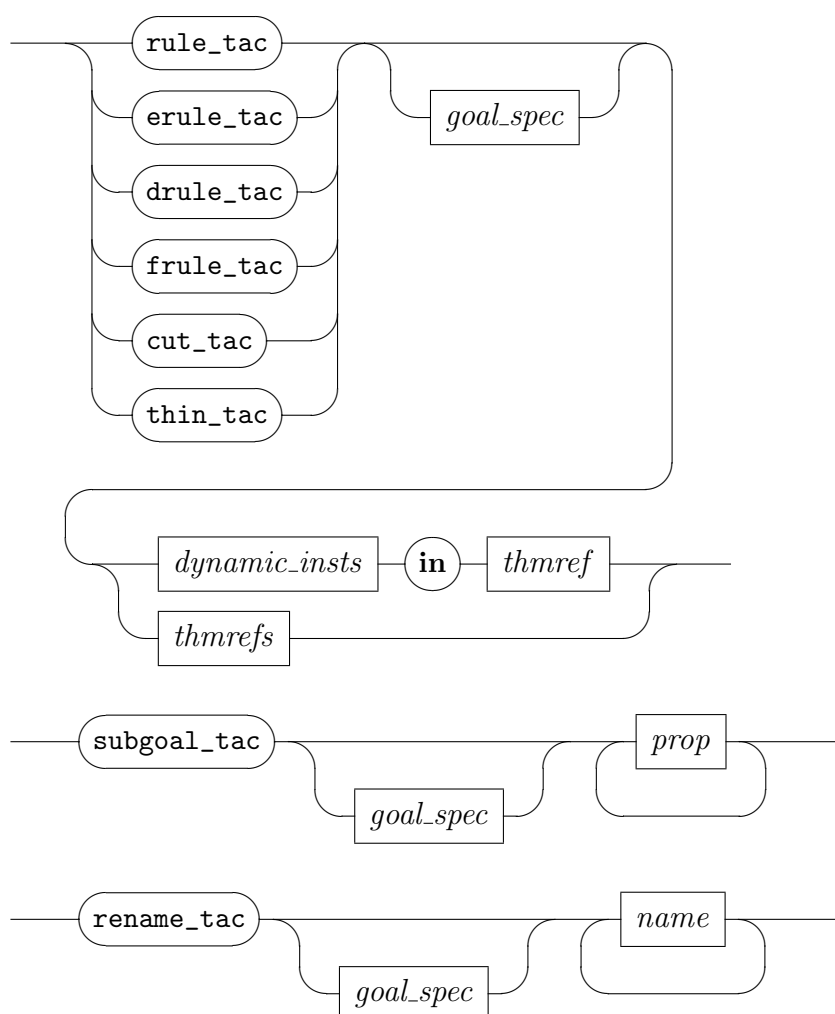 rule_tac
goal_spec
erule_tac
drule_tac
frule_tac
cut_tac
thin_tac
dynamic_insts in thmref
thmrefs
subgoal_tac prop
goal_spec
rename_tac name
goal_spec